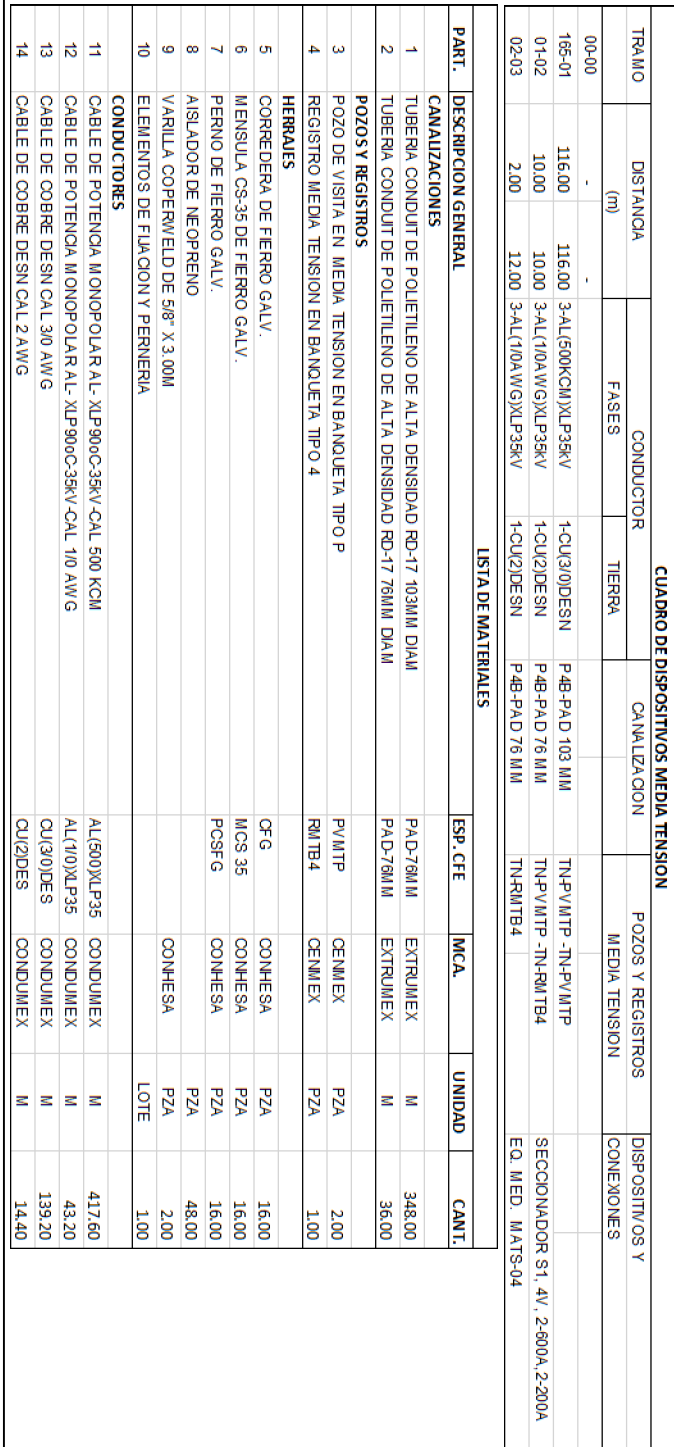 CUADRO DE DISPOSITIVOS MEDIA TENSION
TRAMO DISTANCIA (m) CONDUCTOR CANALIZACION POZOS Y REGISTROS MEDIA TENSION DISPOSITIVOS Y CONEXIONES
FASES TIERRA
00-00 - -
165-01 116.00 116.00 3-AL(500KCM)XLP35kV 1-CU(3/0)DESN P4B-PAD 103 MM TN-PVMTP -TN-PVMTP
01-02 10.00 10.00 3-AL(1/0AWG)XLP35kV 1-CU(2)DESN P4B-PAD 76 MM TN-PVMTP -TN-RMTB4 SECCIONADOR S1, 4V, 2-600A,2-200A
02-03 2.00 12.00 3-AL(1/0AWG)XLP35kV 1-CU(2)DESN P4B-PAD 76 MM TN-RMTB4 EQ. MED. MATS-04
LISTA DE MATERIALES
PART. DESCRIPCION GENERAL ESP. CFE MCA. UNIDAD CANT.
CANALIZACIONES
1 TUBERIA CONDUIT DE POLIETILENO DE ALTA DENSIDAD RD-17 103MM DIAM PAD-76MM EXTRUMEX M 348.00
2 TUBERIA CONDUIT DE POLIETILENO DE ALTA DENSIDAD RD-17 76MM DIAM PAD-76MM EXTRUMEX M 36.00
POZOS Y REGISTROS
3 POZO DE VISITA EN MEDIA TENSION EN BANQUETA TIPO P PVMTP CENMEX PZA 2.00
4 REGISTRO MEDIA TENSION EN BANQUETA TIPO 4 RMTB4 CENMEX PZA 1.00
HERRAJES
5 CORREDERA DE FIERRO GALV. CFG CONHESA PZA 16.00
6 MENSULA CS-35 DE FIERRO GALV. MCS 35 CONHESA PZA 16.00
7 PERNO DE FIERRO GALV. PCSFG CONHESA PZA 16.00
8 AISLADOR DE NEOPRENO PZA 48.00
9 VARILLA COPERWELD DE 5/8" X 3.00M CONHESA PZA 2.00
10 ELEMENTOS DE FIJACION Y PERNERIA LOTE 1.00
CONDUCTORES
11 CABLE DE POTENCIA MONOPOLAR AL- XLP90oC-35kV-CAL 500 KCM AL(500)XLP35 CONDUMEX M 417.60
12 CABLE DE POTENCIA MONOPOLAR AL- XLP90oC-35kV-CAL 1/0 AWG AL(1/0)XLP35 CONDUMEX M 43.20
13 CABLE DE COBRE DESN CAL 3/0 AWG CU(3/0)DES CONDUMEX M 139.20
14 CABLE DE COBRE DESN CAL 2 AWG CU(2)DES CONDUMEX M 14.40